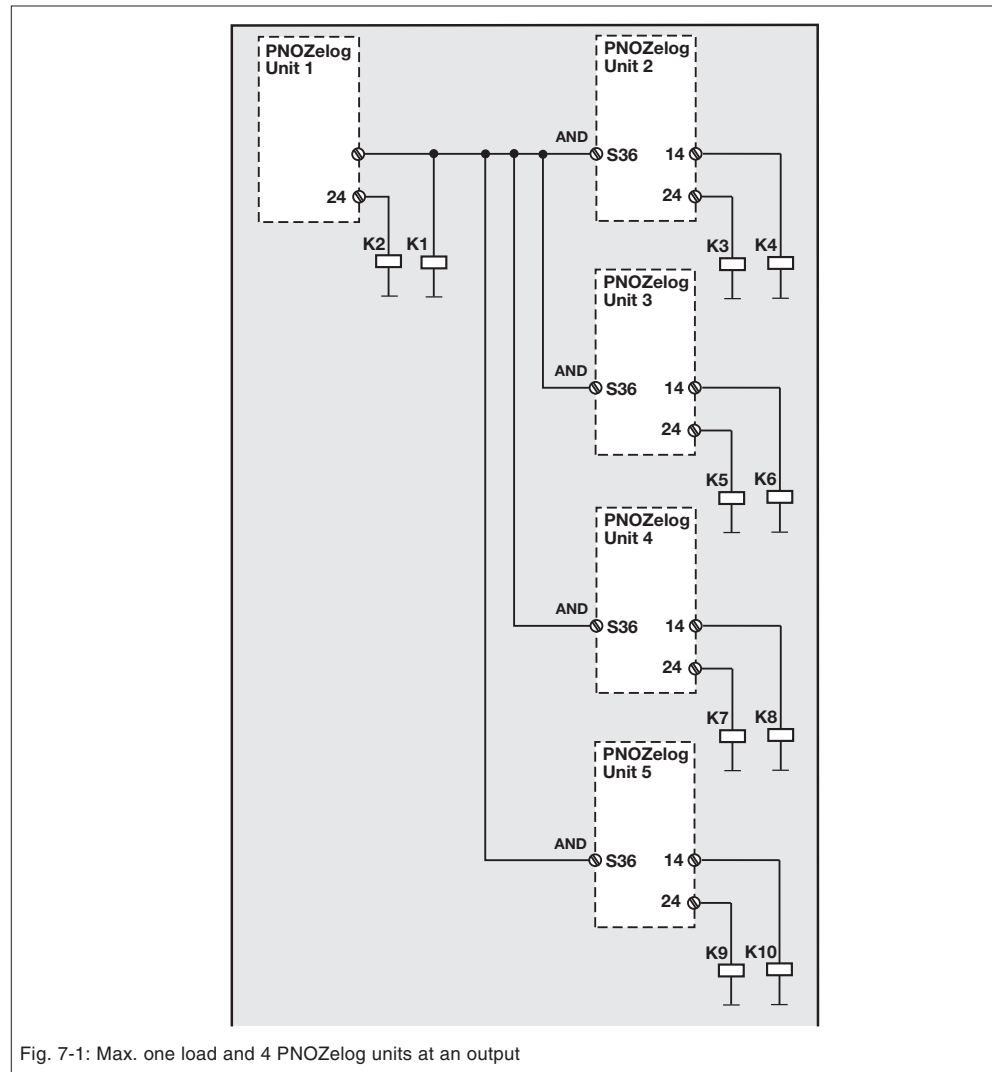 PNOZelog
Unit 1
24
K2
K1
AND
PNOZelog
Unit 2
S36
14
24
K3
K4
AND
PNOZelog
Unit 3
S36
14
24
K5
K6
AND
PNOZelog
Unit 4
S36
14
24
K7
K8
AND
PNOZelog
Unit 5
S36
14
24
K9
K10
Fig. 7-1: Max. one load and 4 PNOZelog units at an output